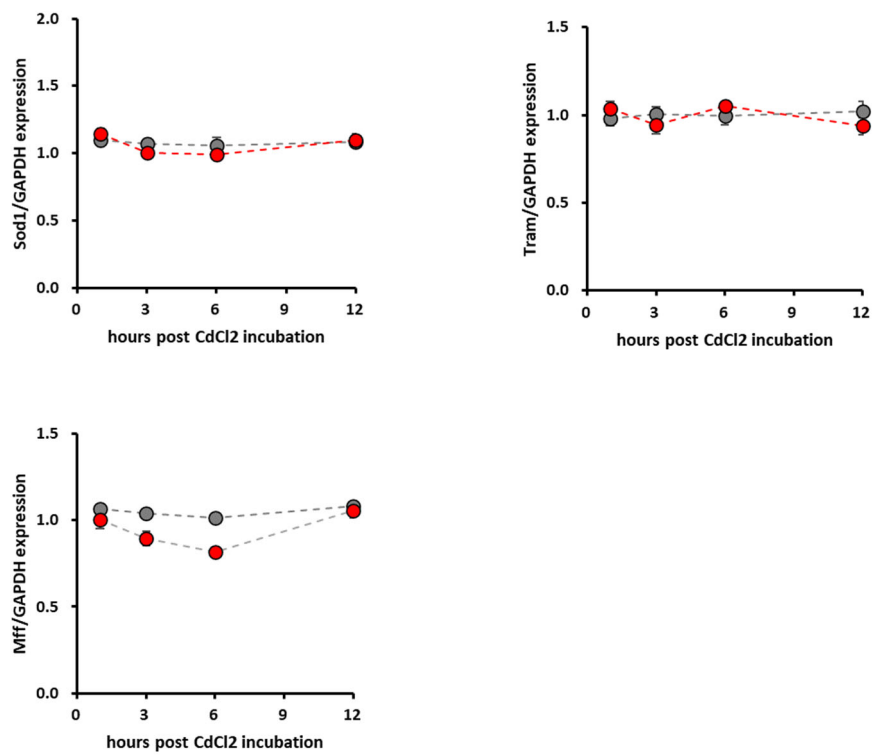 Sod1/GAPDH expression
2.0
1.5
1.0
0.5
0.0
0 3 6 9 12
hours post CdCl2 incubation
Tram/GAPDH expression
1.5
1.0
0.5
0.0
0 3 6 9 12
hours post CdCl2 incubation
Mff/GAPDH expression
1.5
1.0
0.5
0.0
0 3 6 9 12
hours post CdCl2 incubation